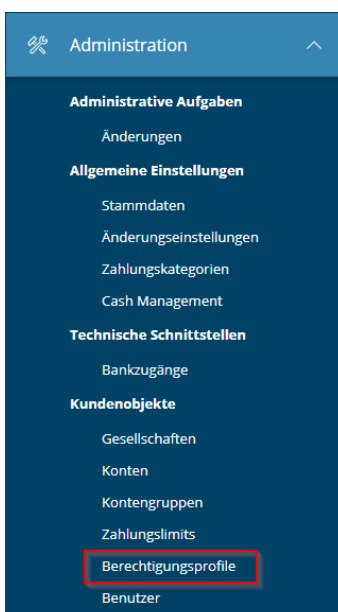 Administration
Administrative Aufgaben
Änderungen
Allgemeine Einstellungen
Stammdaten
Änderungseinstellungen
Zahlungskategorien
Cash Management
Technische Schnittstellen
Bankzugänge
Kundenobjekte
Gesellschaften
Konten
Kontengruppen
Zahlungslimits
Berechtigungsprofile
Benutzer